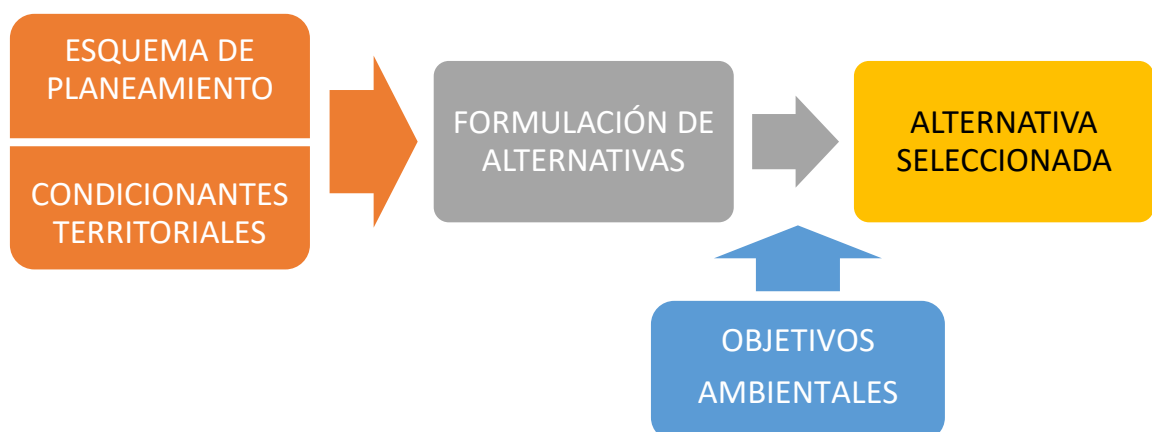 ESQUEMA DE
PLANEAMIENTO
CONDICIONANTES
TERRITORIALES
FORMULACIÓN DE
ALTERNATIVAS
ALTERNATIVA
SELECCIONADA
OBJETIVOS
AMBIENTALES